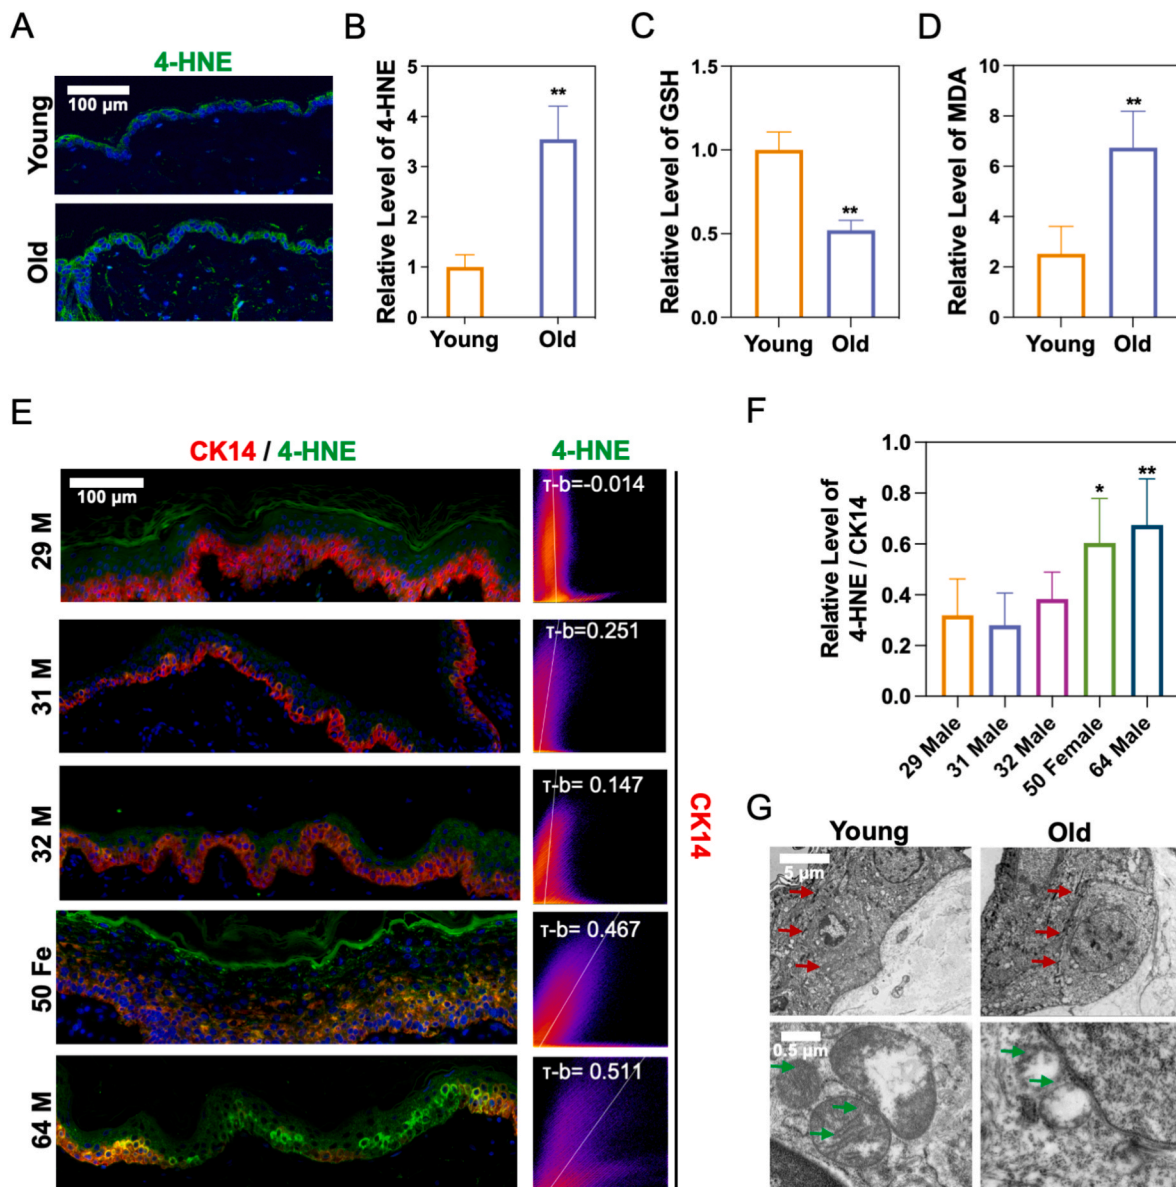 A
4-HNE
100 µm
Young
Old
B
Relative Level of 4-HNE
5
4
3
2
1
0
**
Young
Old
C
Relative Level of GSH
1.5
1.0
0.5
0.0
**
Young
Old
D
Relative Level of MDA
10
8
6
4
2
0
**
Young
Old
E
CK14 / 4-HNE
4-HNE
100 µm
29 M
τ-b=-0.014
31 M
τ-b=0.251
32 M
τ-b= 0.147
50 Fe
τ-b= 0.467
64 M
τ-b= 0.511
CK14
F
Relative Level of
4-HNE / CK14
1.0
0.8
0.6
0.4
0.2
0.0
*
**
29 Male
31 Male
32 Male
50 Female
64 Male
G
Young
Old
5 µm
0.5 µm